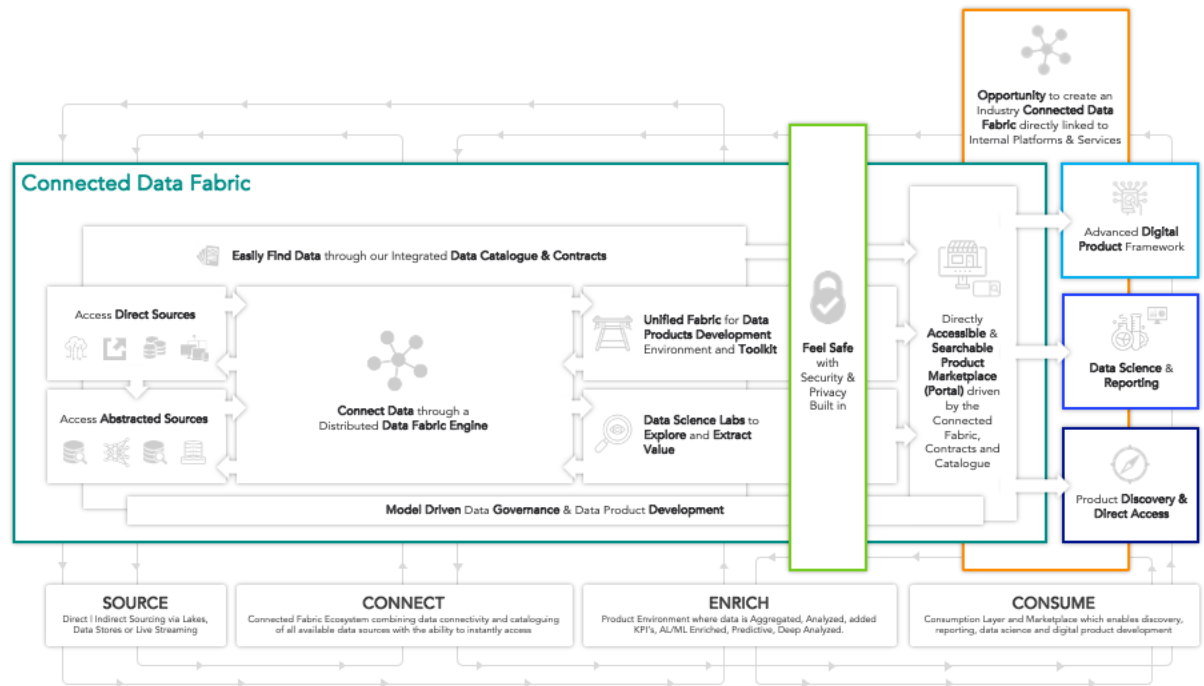 Opportunity to create an
Industry Connected Data
Fabric directly linked to
Internal Platforms & Services
Connected Data Fabric
Easily Find Data through our Integrated Data Catalogue & Contracts
Access Direct Sources
Access Abstracted Sources
Connect Data through a
Distributed Data Fabric Engine
Unified Fabric for Data
Products Development
Environment and Toolkit
Data Science Labs to
Explore and Extract
Value
Feel Safe
with
Security &
Privacy
Built in
Directly
Accessible &
Searchable
Product
Marketplace
(Portal) driven
by the
Connected
Fabric,
Contracts and
Catalogue
Advanced Digital
Product Framework
Data Science &
Reporting
Product Discovery &
Direct Access
Model Driven Data Governance & Data Product Development
SOURCE
Direct | Indirect Sourcing via Lakes,
Data Stores or Live Streaming
CONNECT
Connected Fabric Ecosystem combining data connectivity and cataloguing
of all available data sources with the ability to instantly access
ENRICH
Product Environment where data is Aggregated, Analyzed, added
KPI's, AL/ML Enriched, Predictive, Deep Analyzed.
CONSUME
Consumption Layer and Marketplace which enables discovery,
reporting, data science and digital product development